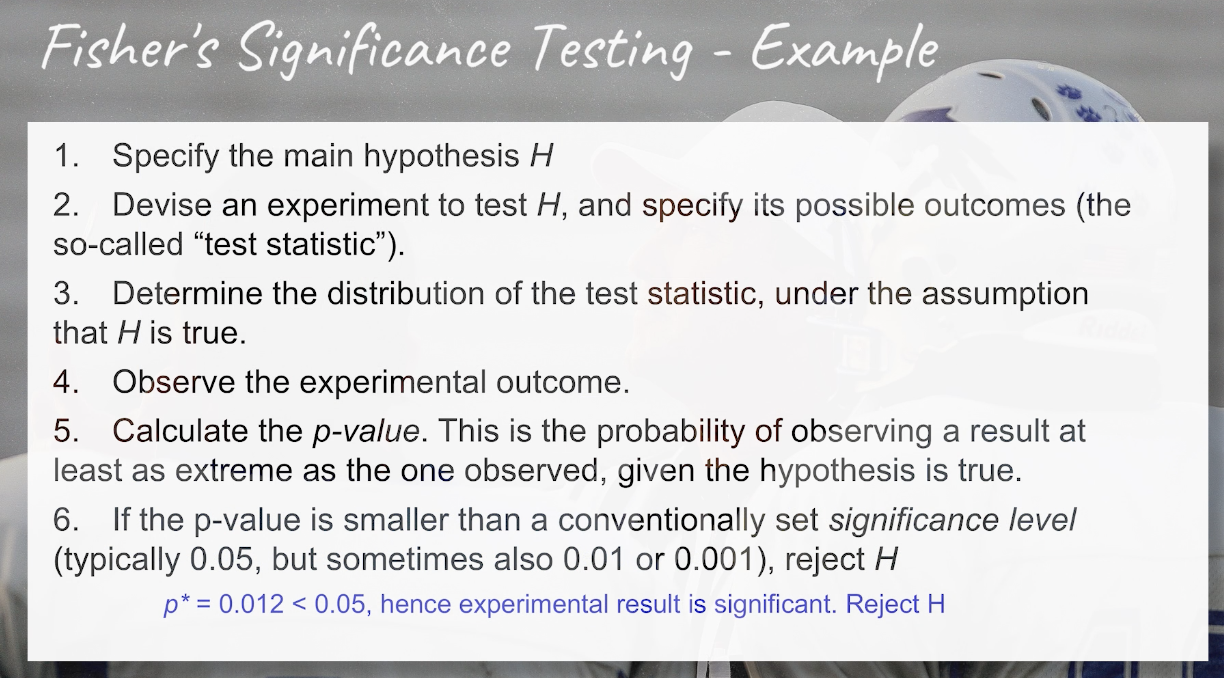 Fisher's Significance Testing - Example
1. Specify the main hypothesis H
2. Devise an experiment to test H, and specify its possible outcomes (the
so-called “test statistic”).
3. Determine the distribution of the test statistic, under the assumption
that H is true.
4. Observe the experimental outcome.
5. Calculate the p-value. This is the probability of observing a result at
least as extreme as the one observed, given the hypothesis is true.
6. If the p-value is smaller than a conventionally set significance level
(typically 0.05, but sometimes also 0.01 or 0.001), reject H
p* = 0.012 < 0.05, hence experimental result is significant. Reject H